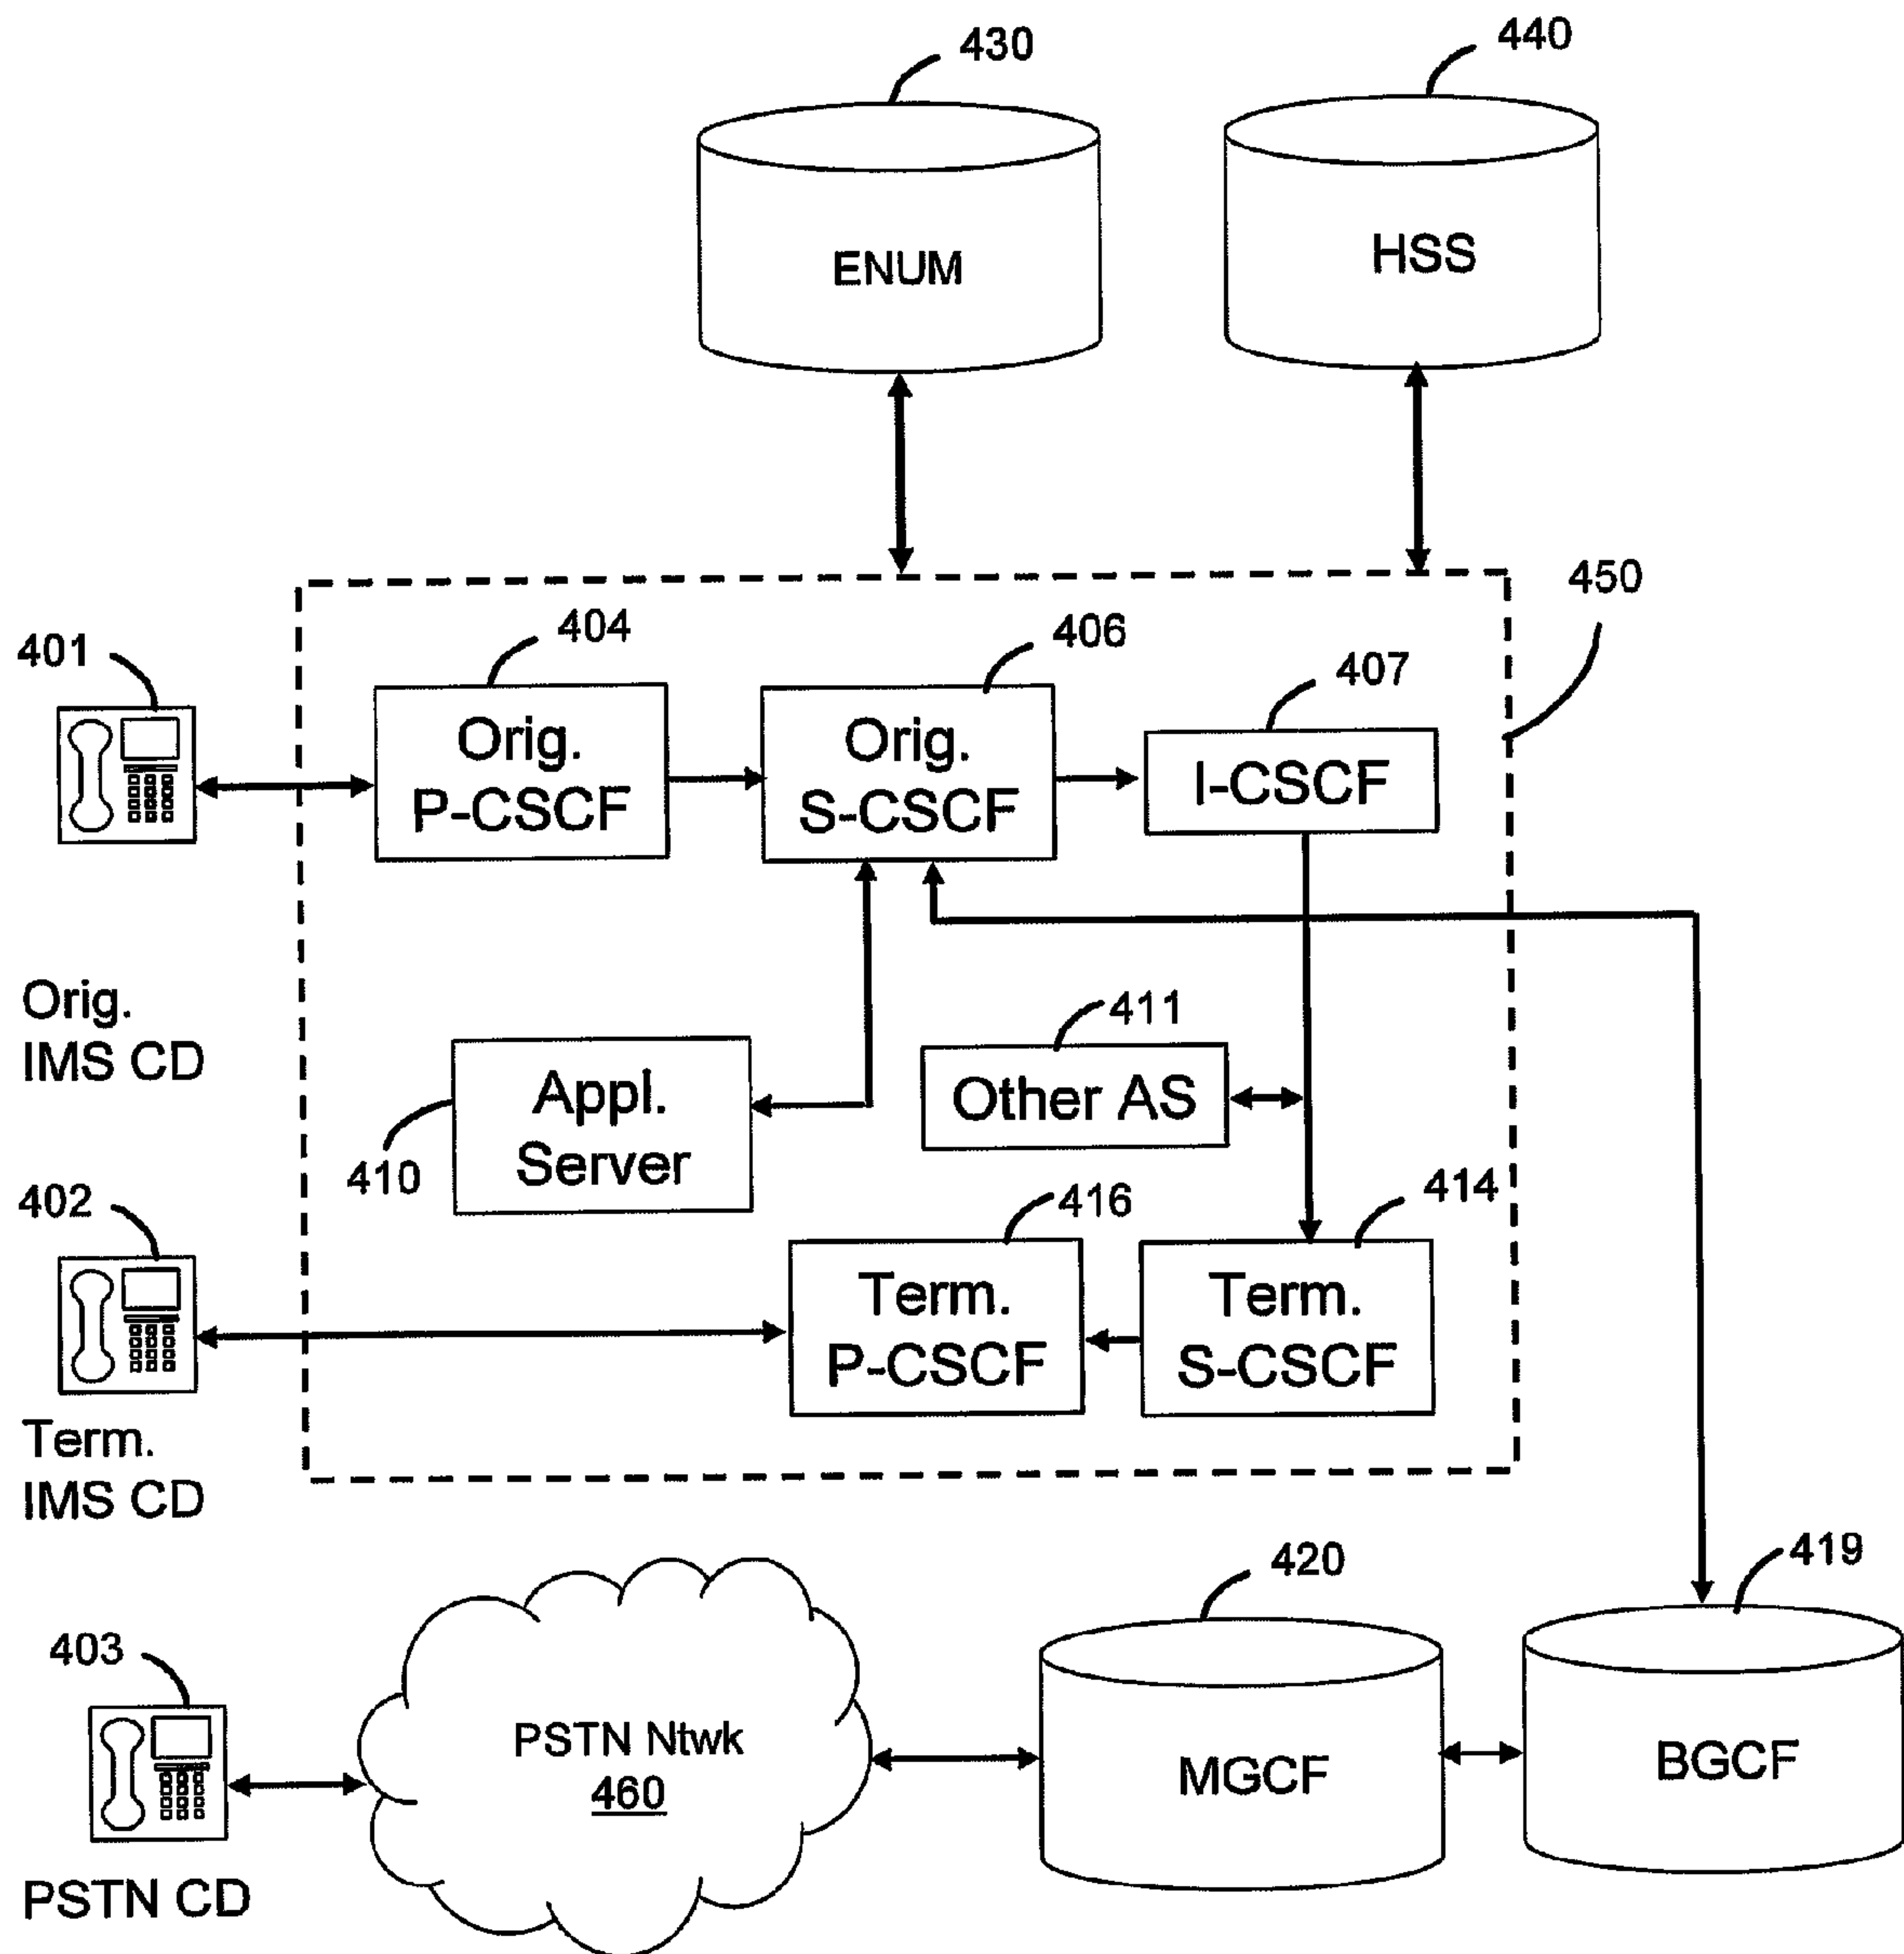 430
440
ENUM
HSS
450
404
406
401
407
Orig.
P-CSCF
Orig.
S-CSCF
I-CSCF
Orig.
IMS CD
411
Appl.
Server
Other AS
410
402
416
414
Term.
P-CSCF
Term.
S-CSCF
Term.
IMS CD
420
419
403
PSTN Ntwk
460
MGCF
BGCF
PSTN CD